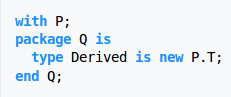 with P;
package Q is
  type Derived is new P.T;
end Q;